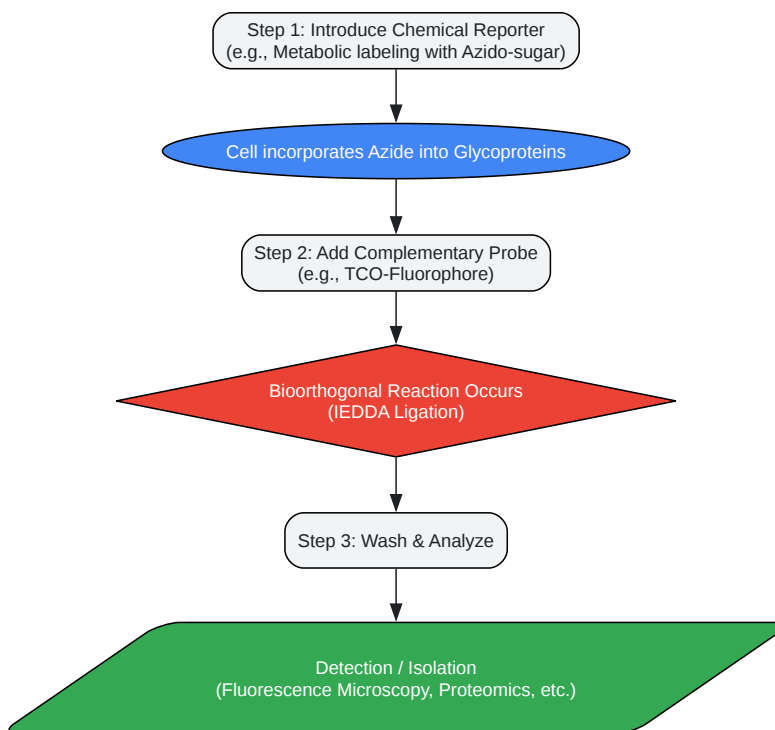 Step 1: Introduce Chemical Reporter
(e.g., Metabolic labeling with Azido-sugar)
Cell incorporates Azide into Glycoproteins
Step 2: Add Complementary Probe
(e.g., TCO-Fluorophore)
Bioorthogonal Reaction Occurs
(IEDDA Ligation)
Step 3: Wash & Analyze
Detection / Isolation
(Fluorescence Microscopy, Proteomics, etc.)